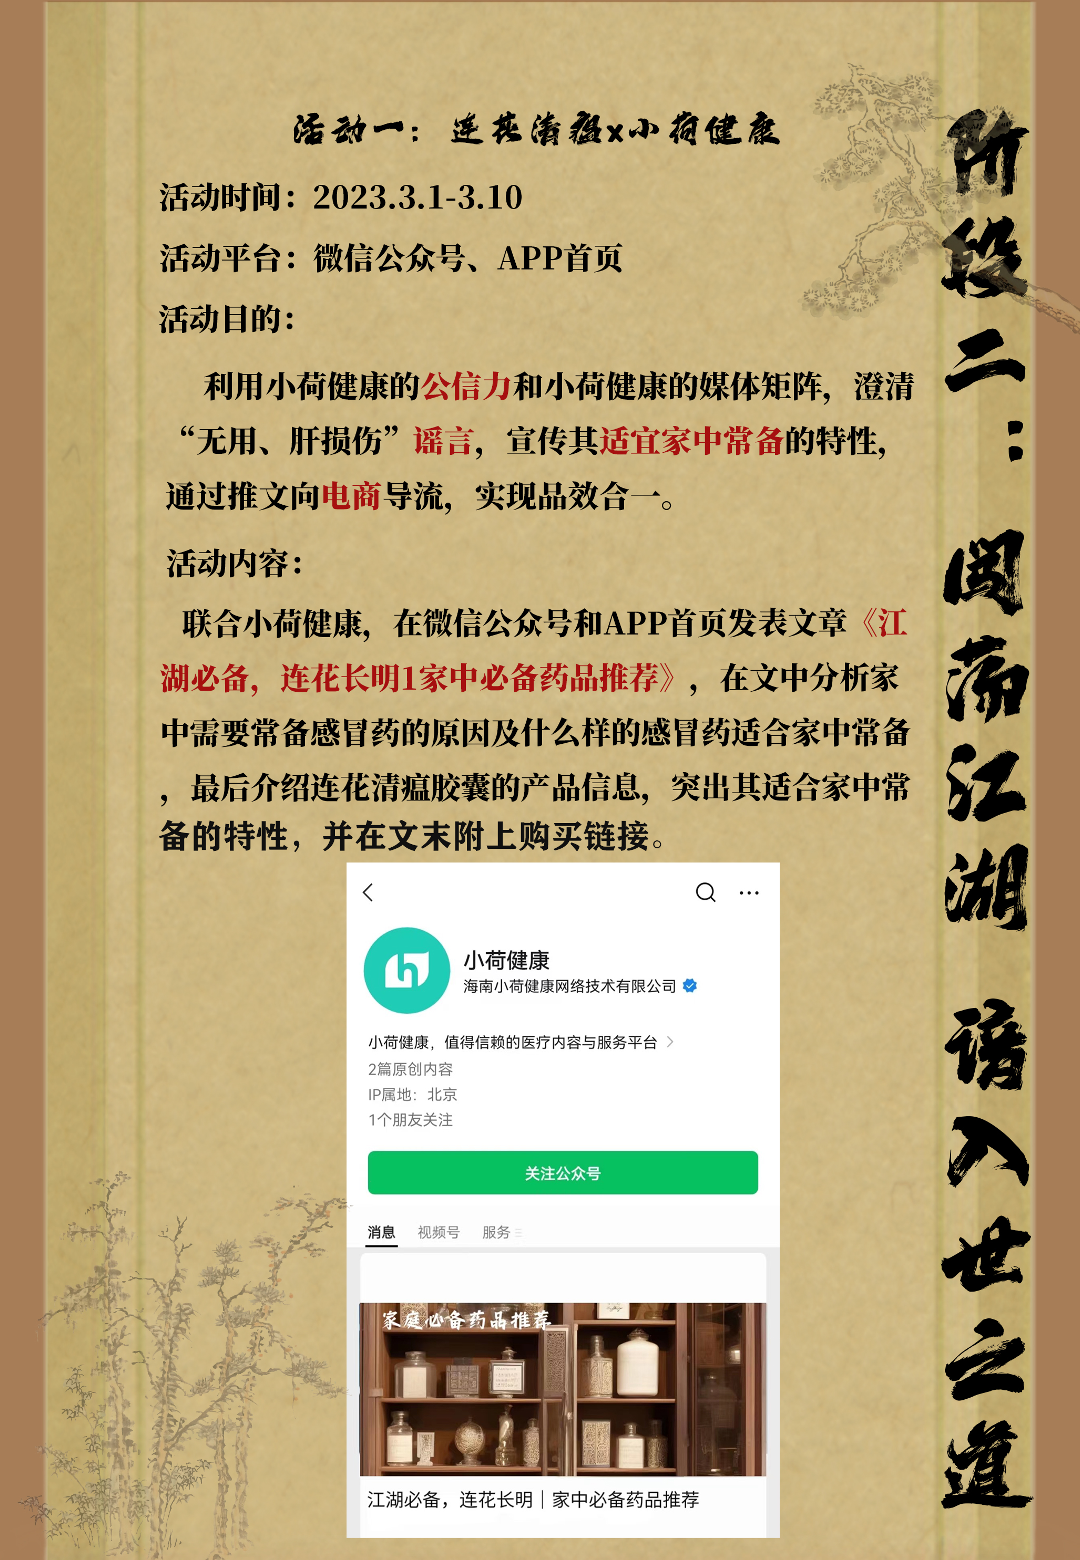 活动一：连花清瘟x小荷健康
活动时间：2023.3.1-3.10
活动平台：微信公众号、APP首页
活动目的：
利用小荷健康的公信力和小荷健康的媒体矩阵，澄清
“无用、肝损伤”谣言，宣传其适宜家中常备的特性，
通过推文向电商导流，实现品效合一。
活动内容：
联合小荷健康，在微信公众号和APP首页发表文章《江
湖必备，连花长明1家中必备药品推荐》，在文中分析家
中需要常备感冒药的原因及什么样的感冒药适合家中常备
，最后介绍连花清瘟胶囊的产品信息，突出其适合家中常
备的特性，并在文末附上购买链接。
小荷健康
海南小荷健康网络技术有限公司
小荷健康，值得信赖的医疗内容与服务平台
2篇原创内容
IP属地：北京
1个朋友关注
关注公众号
消息 视频号 服务
家庭必备药品推荐
江湖必备，连花长明｜家中必备药品推荐
阶段二：闯荡江湖 谙入世之道